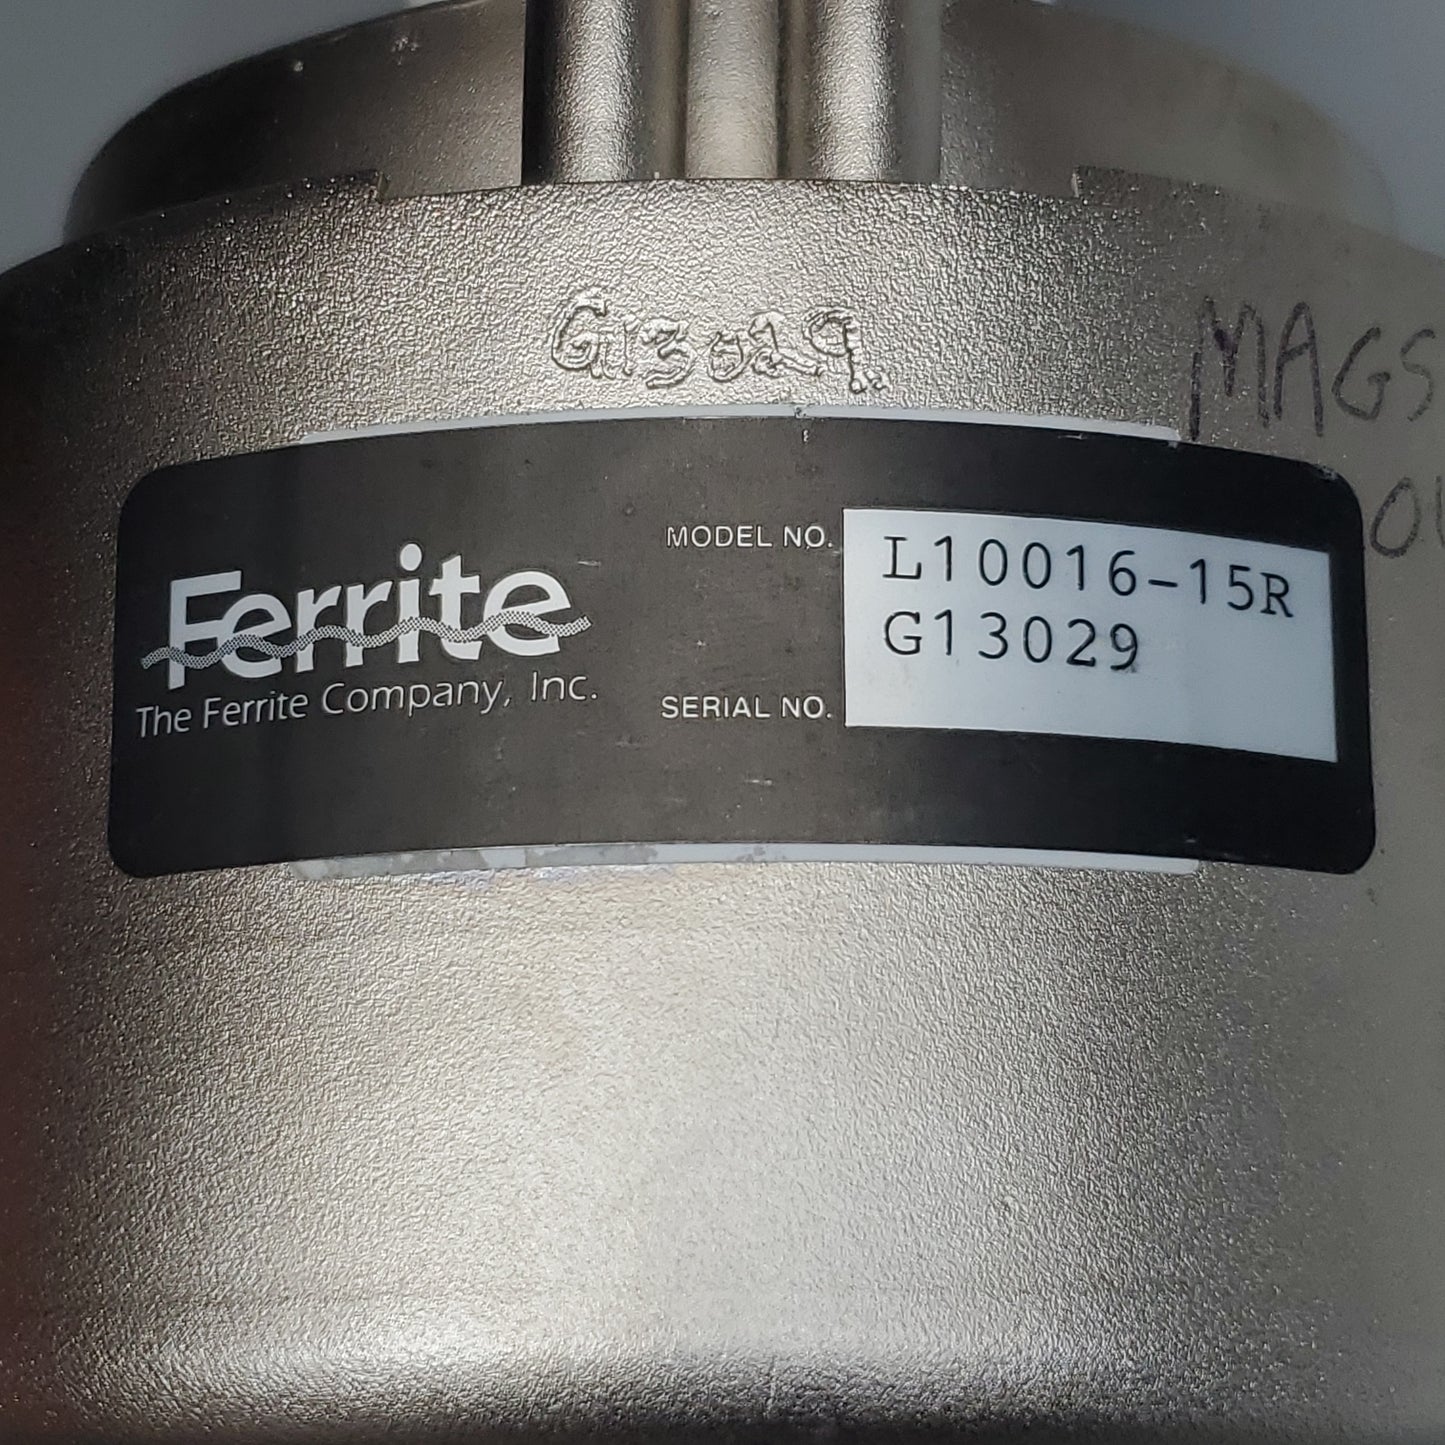 G13029
MAGS
Ferrite
The Ferrite Company, Inc.
MODEL NO.
L10016-15R
G13029
SERIAL NO.